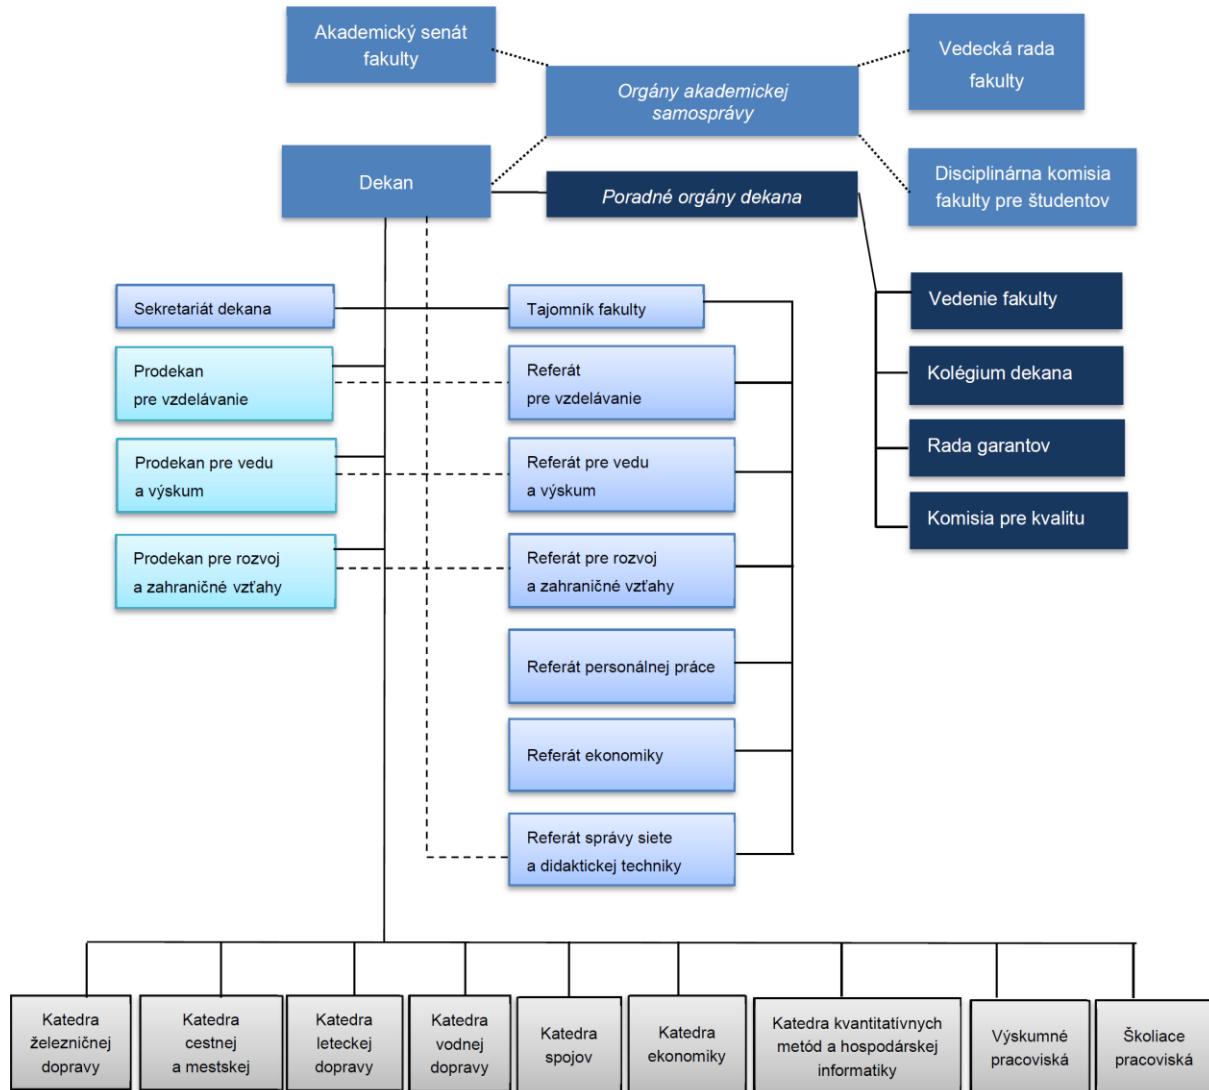 Akademický senát
fakulty
Vedecká rada
fakulty
Orgány akademickej
samosprávy
Dekan
Disciplinárna komisia
fakulty pre študentov
Poradné orgány dekana
Sekretariát dekana
Tajomník fakulty
Vedenie fakulty
Prodekan
pre vzdelávanie
Referát
pre vzdelávanie
Kolégium dekana
Prodekan pre vedu
a výskum
Referát pre vedu
a výskum
Rada garantov
Komisia pre kvalitu
Prodekan pre rozvoj
a zahraničné vzťahy
Referát pre rozvoj
a zahraničné vzťahy
Referát personálnej práce
Referát ekonomiky
Referát správy siete
a didaktickej techniky
Katedra
železničnej
dopravy
Katedra
cestnej
a mestskej
Katedra
leteckej
dopravy
Katedra
vodnej
dopravy
Katedra
spojov
Katedra
ekonomiky
Katedra kvantitatívnych
metód a hospodárskej
informatiky
Výskumné
pracoviská
Školiace
pracoviská